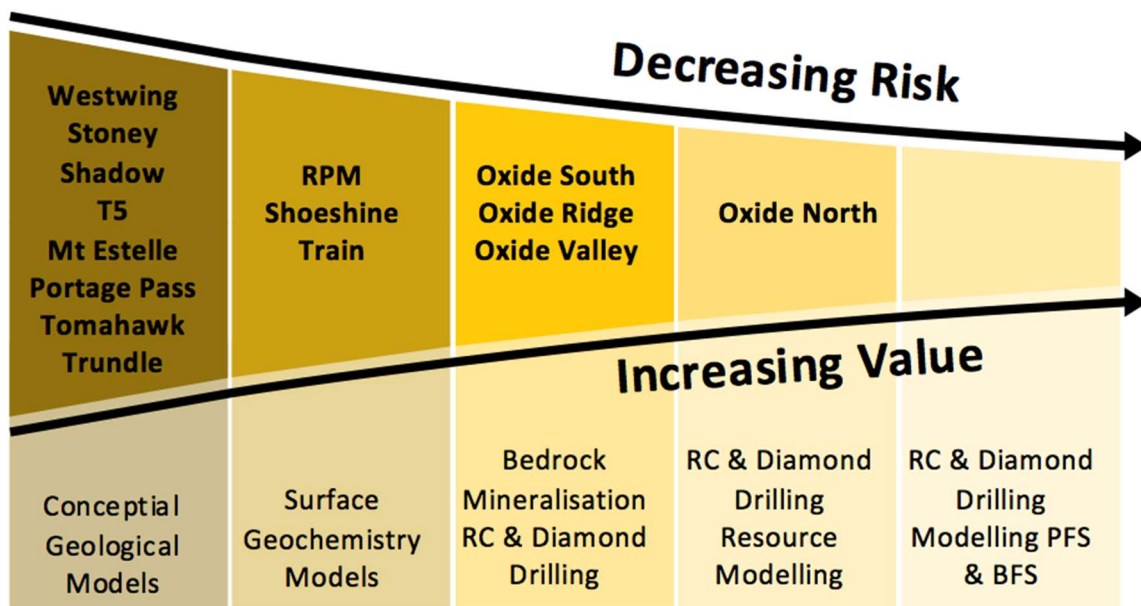 Decreasing Risk
Westwing
Stoney
Shadow
T5
Mt Estelle
Portage Pass
Tomahawk
Trundle
RPM
Shoeshine
Train
Oxide South
Oxide Ridge
Oxide Valley
Oxide North
Increasing Value
Conceptial
Geological
Models
Surface
Geochemistry
Models
Bedrock
Mineralisation
RC & Diamond
Drilling
RC & Diamond
Drilling
Resource
Modelling
RC & Diamond
Drilling
Modelling PFS
& BFS